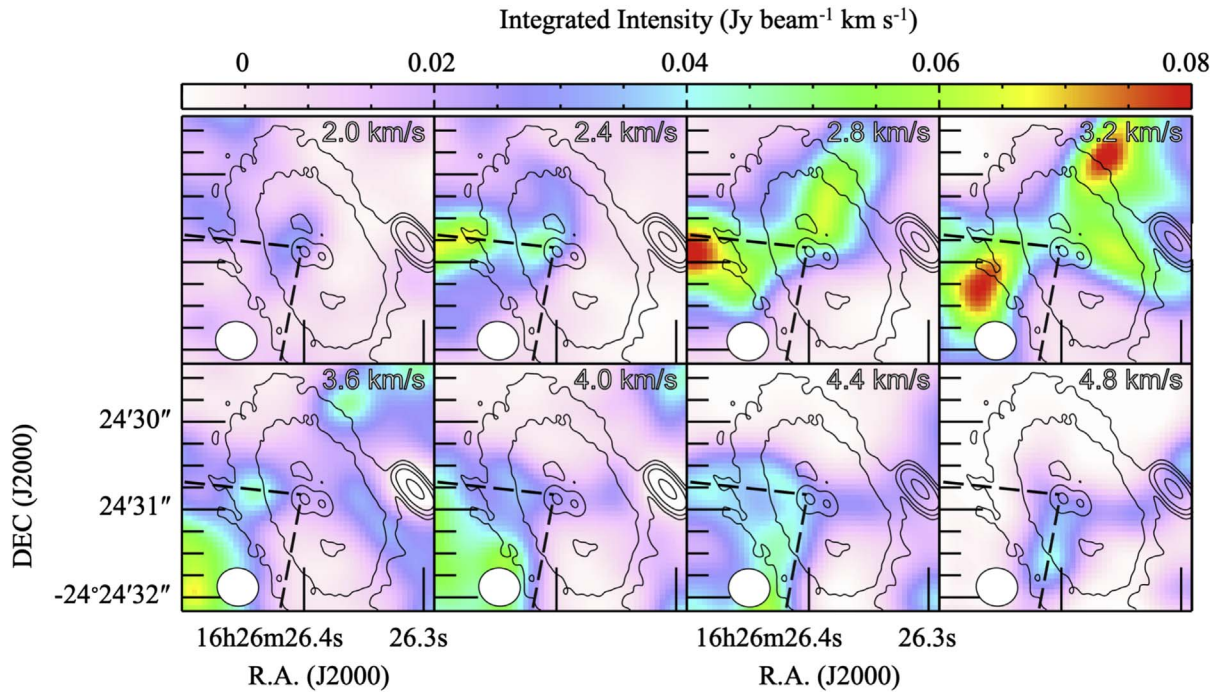 Integrated Intensity (Jy beam-1 km s-1)
0 0.02 0.04 0.06 0.08
2.0 km/s 2.4 km/s 2.8 km/s 3.2 km/s
3.6 km/s 4.0 km/s 4.4 km/s 4.8 km/s
DEC (J2000)
24'30"
24'31"
-24°24'32"
16h26m26.4s 26.3s 16h26m26.4s 26.3s
R.A. (J2000) R.A. (J2000)